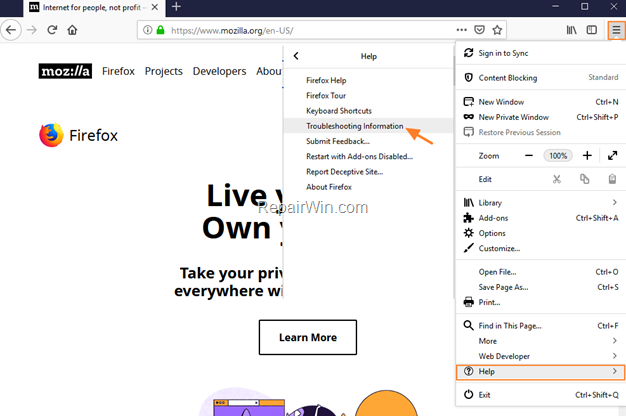 Internet for people, not profit —
https://www.mozilla.org/en-US/
moz://a Firefox Projects Developers About
Firefox
Live y
Own y
Take your priv
everywhere wi
Learn More
Help
Firefox Help
Firefox Tour
Keyboard Shortcuts
Troubleshooting Information
Submit Feedback...
Restart with Add-ons Disabled...
Report Deceptive Site...
About Firefox
RepairWin.com
Sign in to Sync
Content Blocking Standard
New Window Ctrl+N
New Private Window Ctrl+Shift+P
Restore Previous Session
Zoom 100%
Edit
Library
Add-ons Ctrl+Shift+A
Options
Customize...
Open File... Ctrl+O
Save Page As... Ctrl+S
Print...
Find in This Page... Ctrl+F
More
Web Developer
Help
Exit Ctrl+Shift+Q